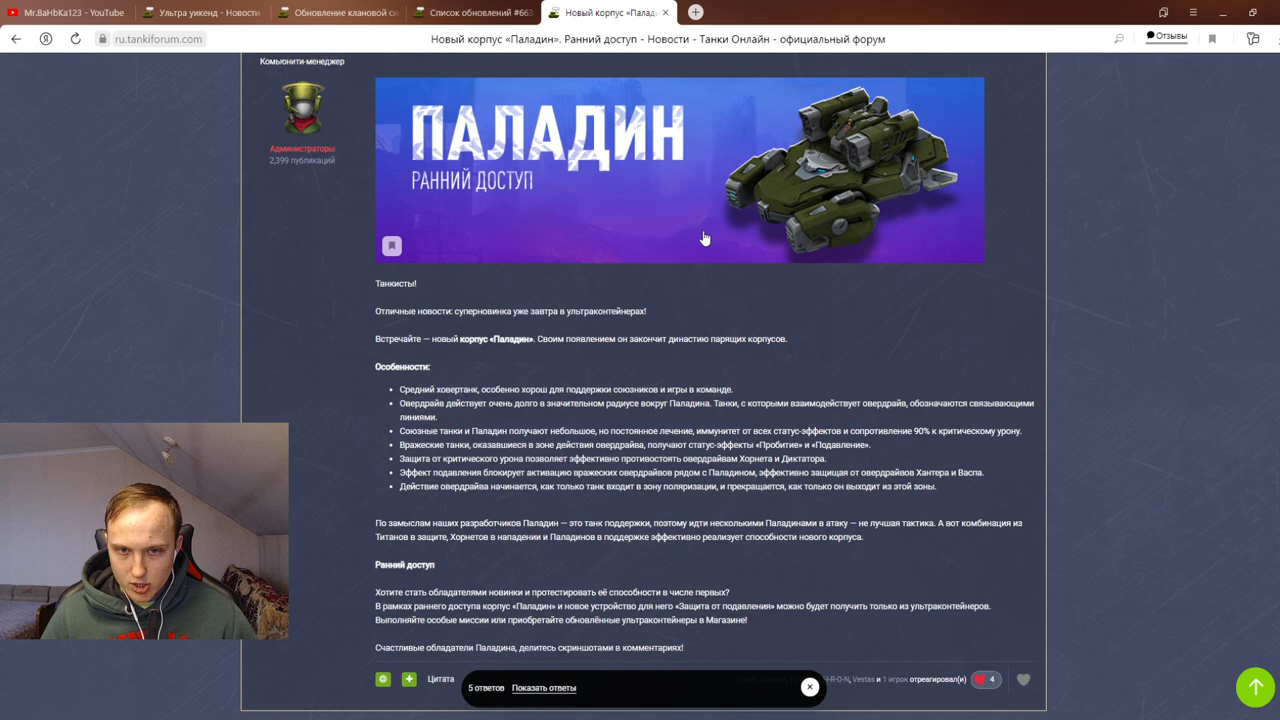 Mr.BaHbKa123 - YouTube
Ультра уикенд - Новости
Обновление клановой си
Список обновлений #663
Новый корпус «Палад
ru.tankiforum.com
Новый корпус «Паладин». Ранний доступ - Новости - Танки Онлайн - официальный форум
Отзывы
Комьюнити-менеджер
Администраторы
2,399 публикаций
ПАЛАДИН
РАННИЙ ДОСТУП
Танкисты!
Отличные новости: суперновинка уже завтра в ультраконтейнерах!
Встречайте — новый корпус «Паладин». Своим появлением он закончит династию парящих корпусов.
Особенности:
Средний ховертанк, особенно хорош для поддержки союзников и игры в команде.
Овердрайв действует очень долго в значительном радиусе вокруг Паладина. Танки, с которыми взаимодействует овердрайв, обозначаются связывающими
линиями.
Союзные танки и Паладин получают небольшое, но постоянное лечение, иммунитет от всех статус-эффектов и сопротивление 90% к критическому урону.
Вражеские танки, оказавшиеся в зоне действия овердрайва, получают статус-эффекты «Пробитие» и «Подавление».
Защита от критического урона позволяет эффективно противостоять овердрайвам Хорнета и Диктатора.
Эффект подавления блокирует активацию вражеских овердрайвов рядом с Паладином, эффективно защищая от овердрайвов Хантера и Васпа.
Действие овердрайва начинается, как только танк входит в зону поляризации, и прекращается, как только он выходит из этой зоны.
По замыслам наших разработчиков Паладин — это танк поддержки, поэтому идти несколькими Паладинами в атаку — не лучшая тактика. А вот комбинация из
Титанов в защите, Хорнетов в нападении и Паладинов в поддержке эффективно реализует способности нового корпуса.
Ранний доступ
Хотите стать обладателями новинки и протестировать её способности в числе первых?
В рамках раннего доступа корпус «Паладин» и новое устройство для него «Защита от подавления» можно будет получить только из ультраконтейнеров.
Выполняйте особые миссии или приобретайте обновлённые ультраконтейнеры в Магазине!
Счастливые обладатели Паладина, делитесь скриншотами в комментариях!
Цитата
5 ответов Показать ответы
Vestas и 1 игрок отреагировал(и) 4